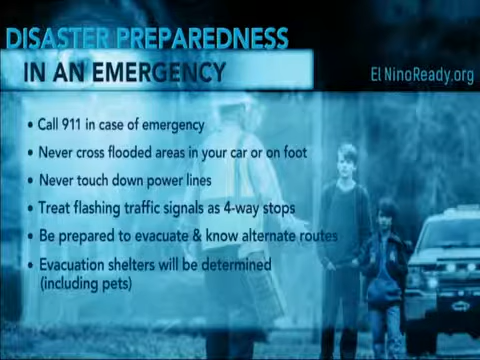 DISASTER PREPAREDNESS
IN AN EMERGENCY
El NinoReady.org
• Call 911 in case of emergency
• Never cross flooded areas in your car or on foot
• Never touch down power lines
• Treat flashing traffic signals as 4-way stops
• Be prepared to evacuate & know alternate routes
• Evacuation shelters will be determined
(including pets)